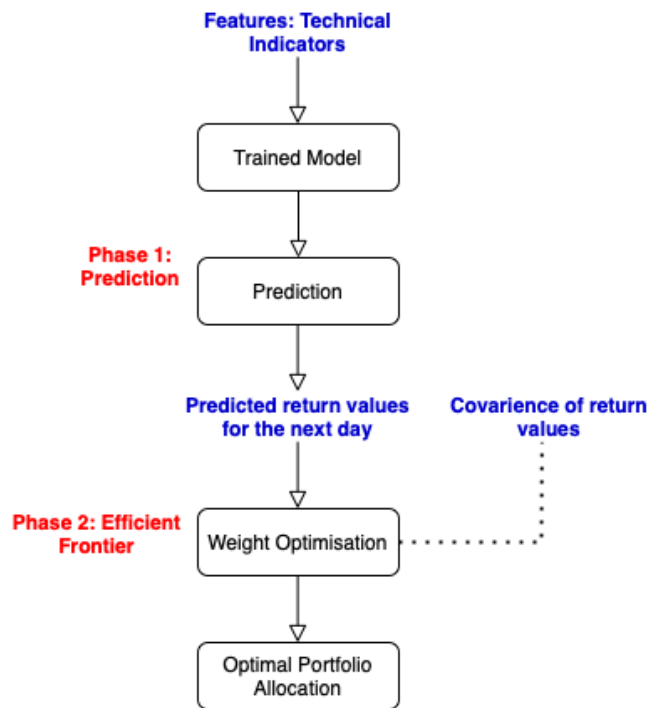 Features: Technical
Indicators
Trained Model
Phase 1:
Prediction
Prediction
Predicted return values
for the next day
Covarience of return
values
Phase 2: Efficient
Frontier
Weight Optimisation
Optimal Portfolio
Allocation